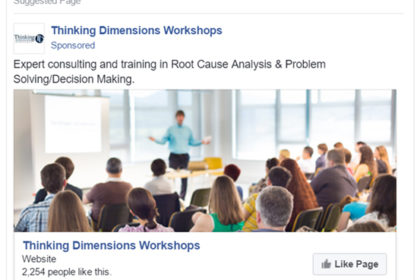 Suggested Page
Thinking
Thinking Dimensions Workshops
Sponsored
Expert consulting and training in Root Cause Analysis & Problem
Solving/Decision Making.
Thinking Dimensions Workshops
Website
2,254 people like this.
Like Page